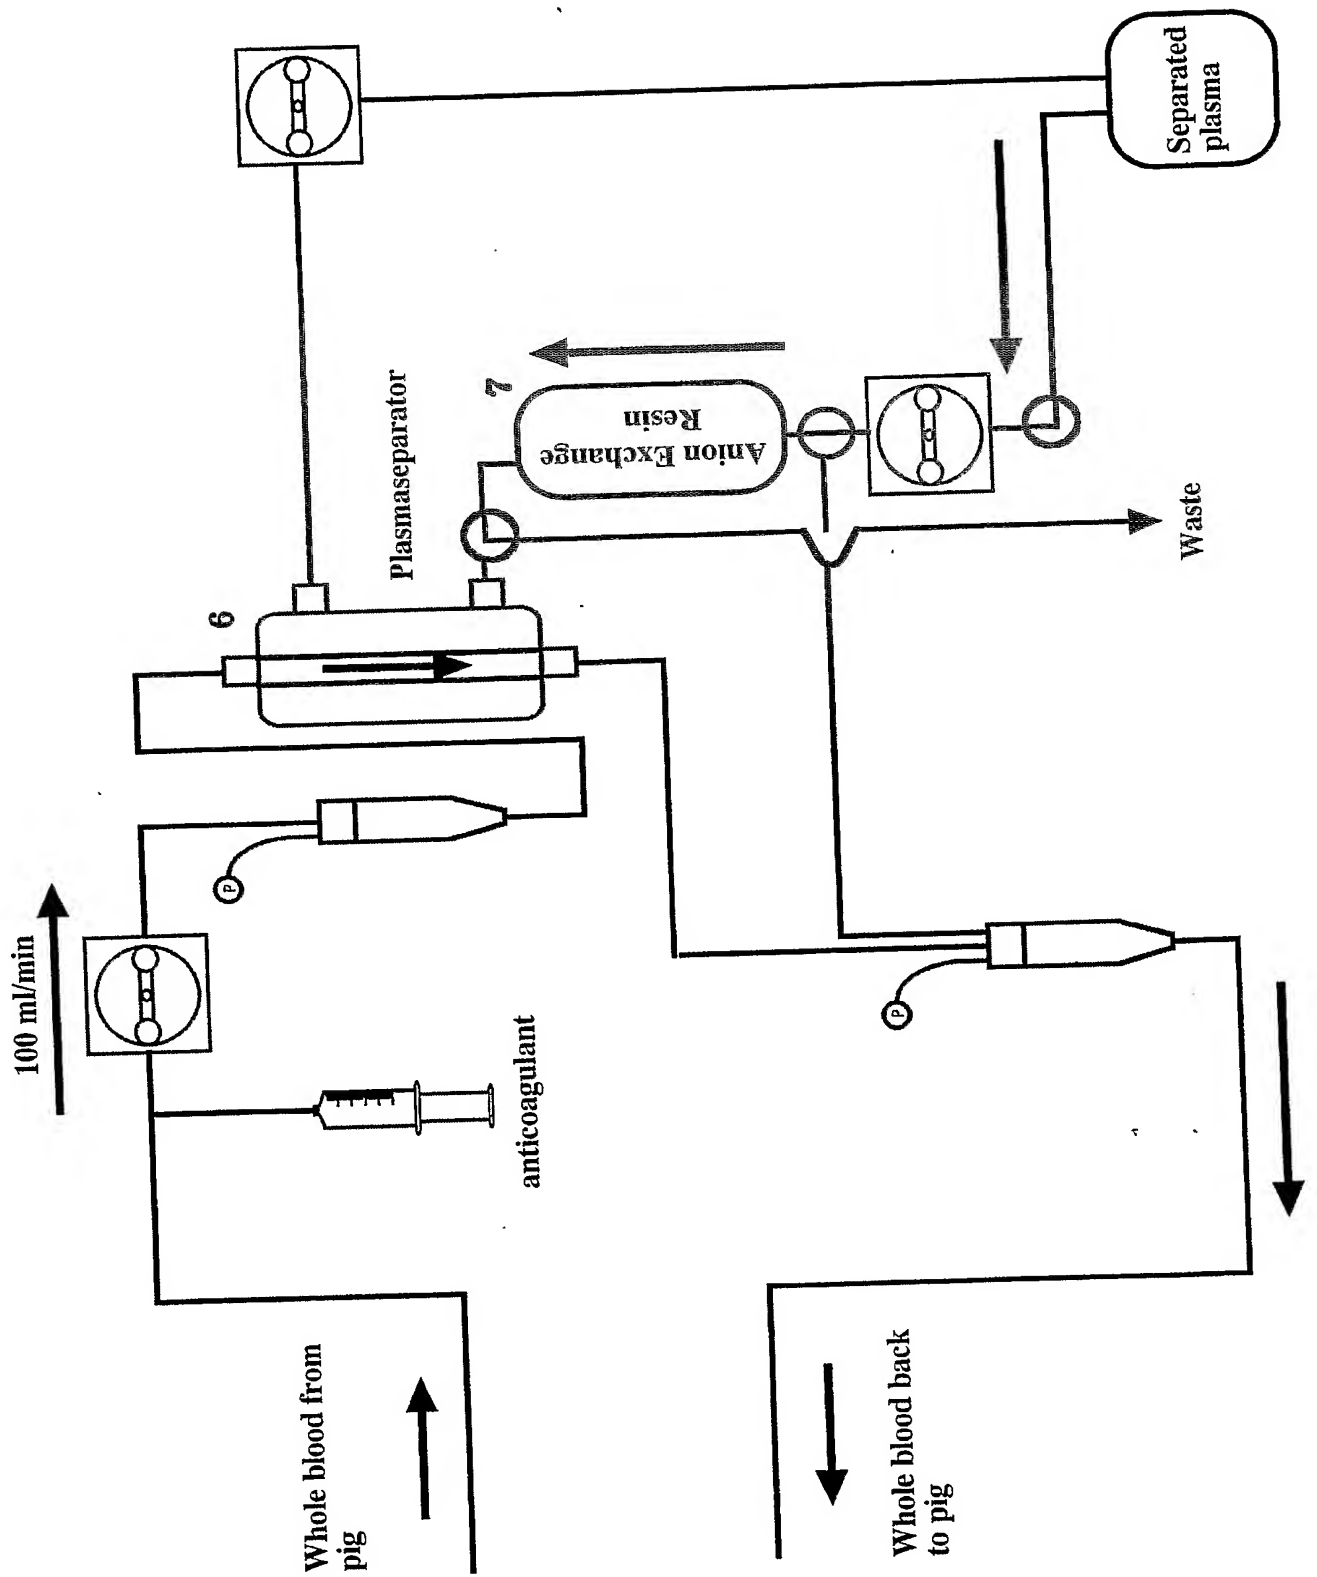 100 ml/min
Whole blood from
pig
anticoagulant
P
6
Plasmaseparator
7
Anion Exchange
Resin
Separated
plasma
Waste
P
Whole blood back
to pig